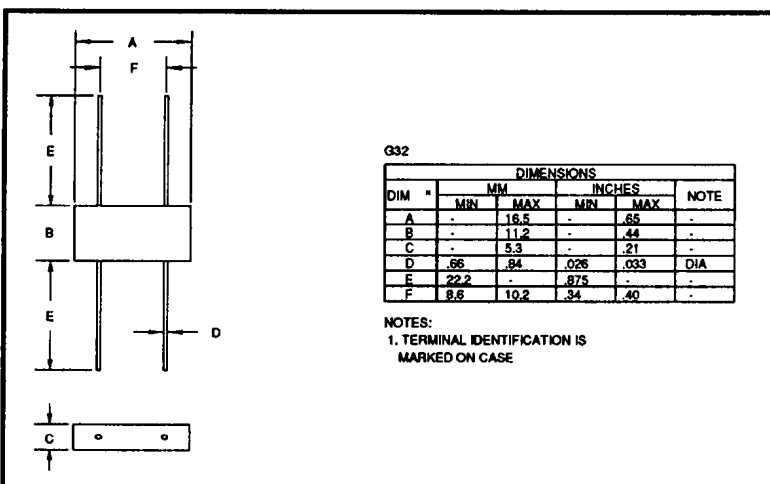 A
F
E
B
E
D
C
G32
DIMENSIONS
DIM " MM INCHES NOTE
MIN MAX MIN MAX
A - 16.5 - .65 -
B - 11.2 - .44 -
C - 5.3 - .21 -
D .66 .84 .026 .033 DIA
E 22.2 - .875 - -
F 8.6 10.2 .34 .40 -
NOTES:
1. TERMINAL IDENTIFICATION IS
MARKED ON CASE